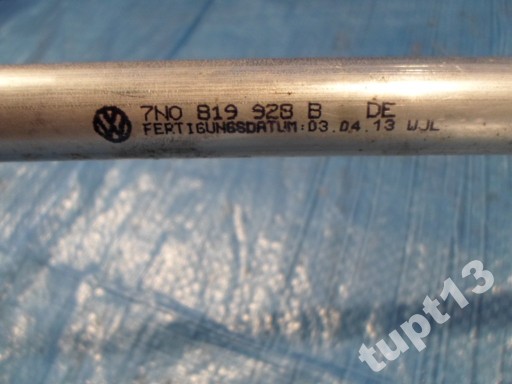 7N0 819 928 B DE
FERTIGUNGSDATUM:03.04.13 WJL
tupt13